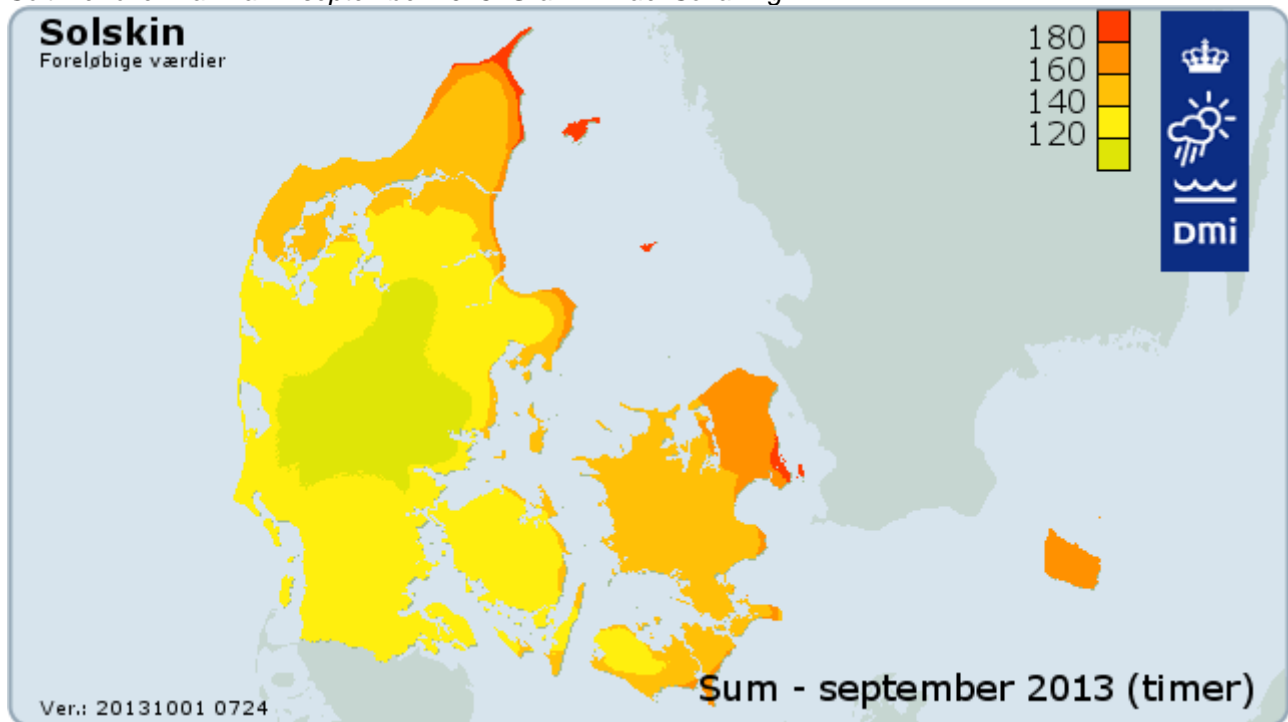 Solskin
Foreløbige værdier
180
160
140
120
DMi
Sum - september 2013 (timer)
Ver.: 20131001 0724